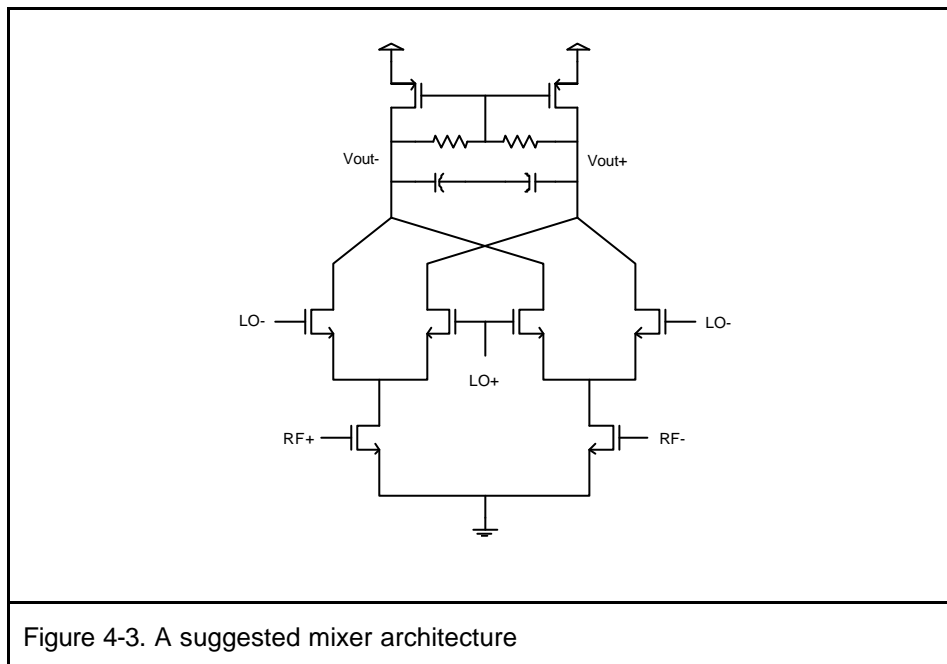 Vout-
Vout+
LO-
LO-
LO+
RF+
RF-
Figure 4-3. A suggested mixer architecture